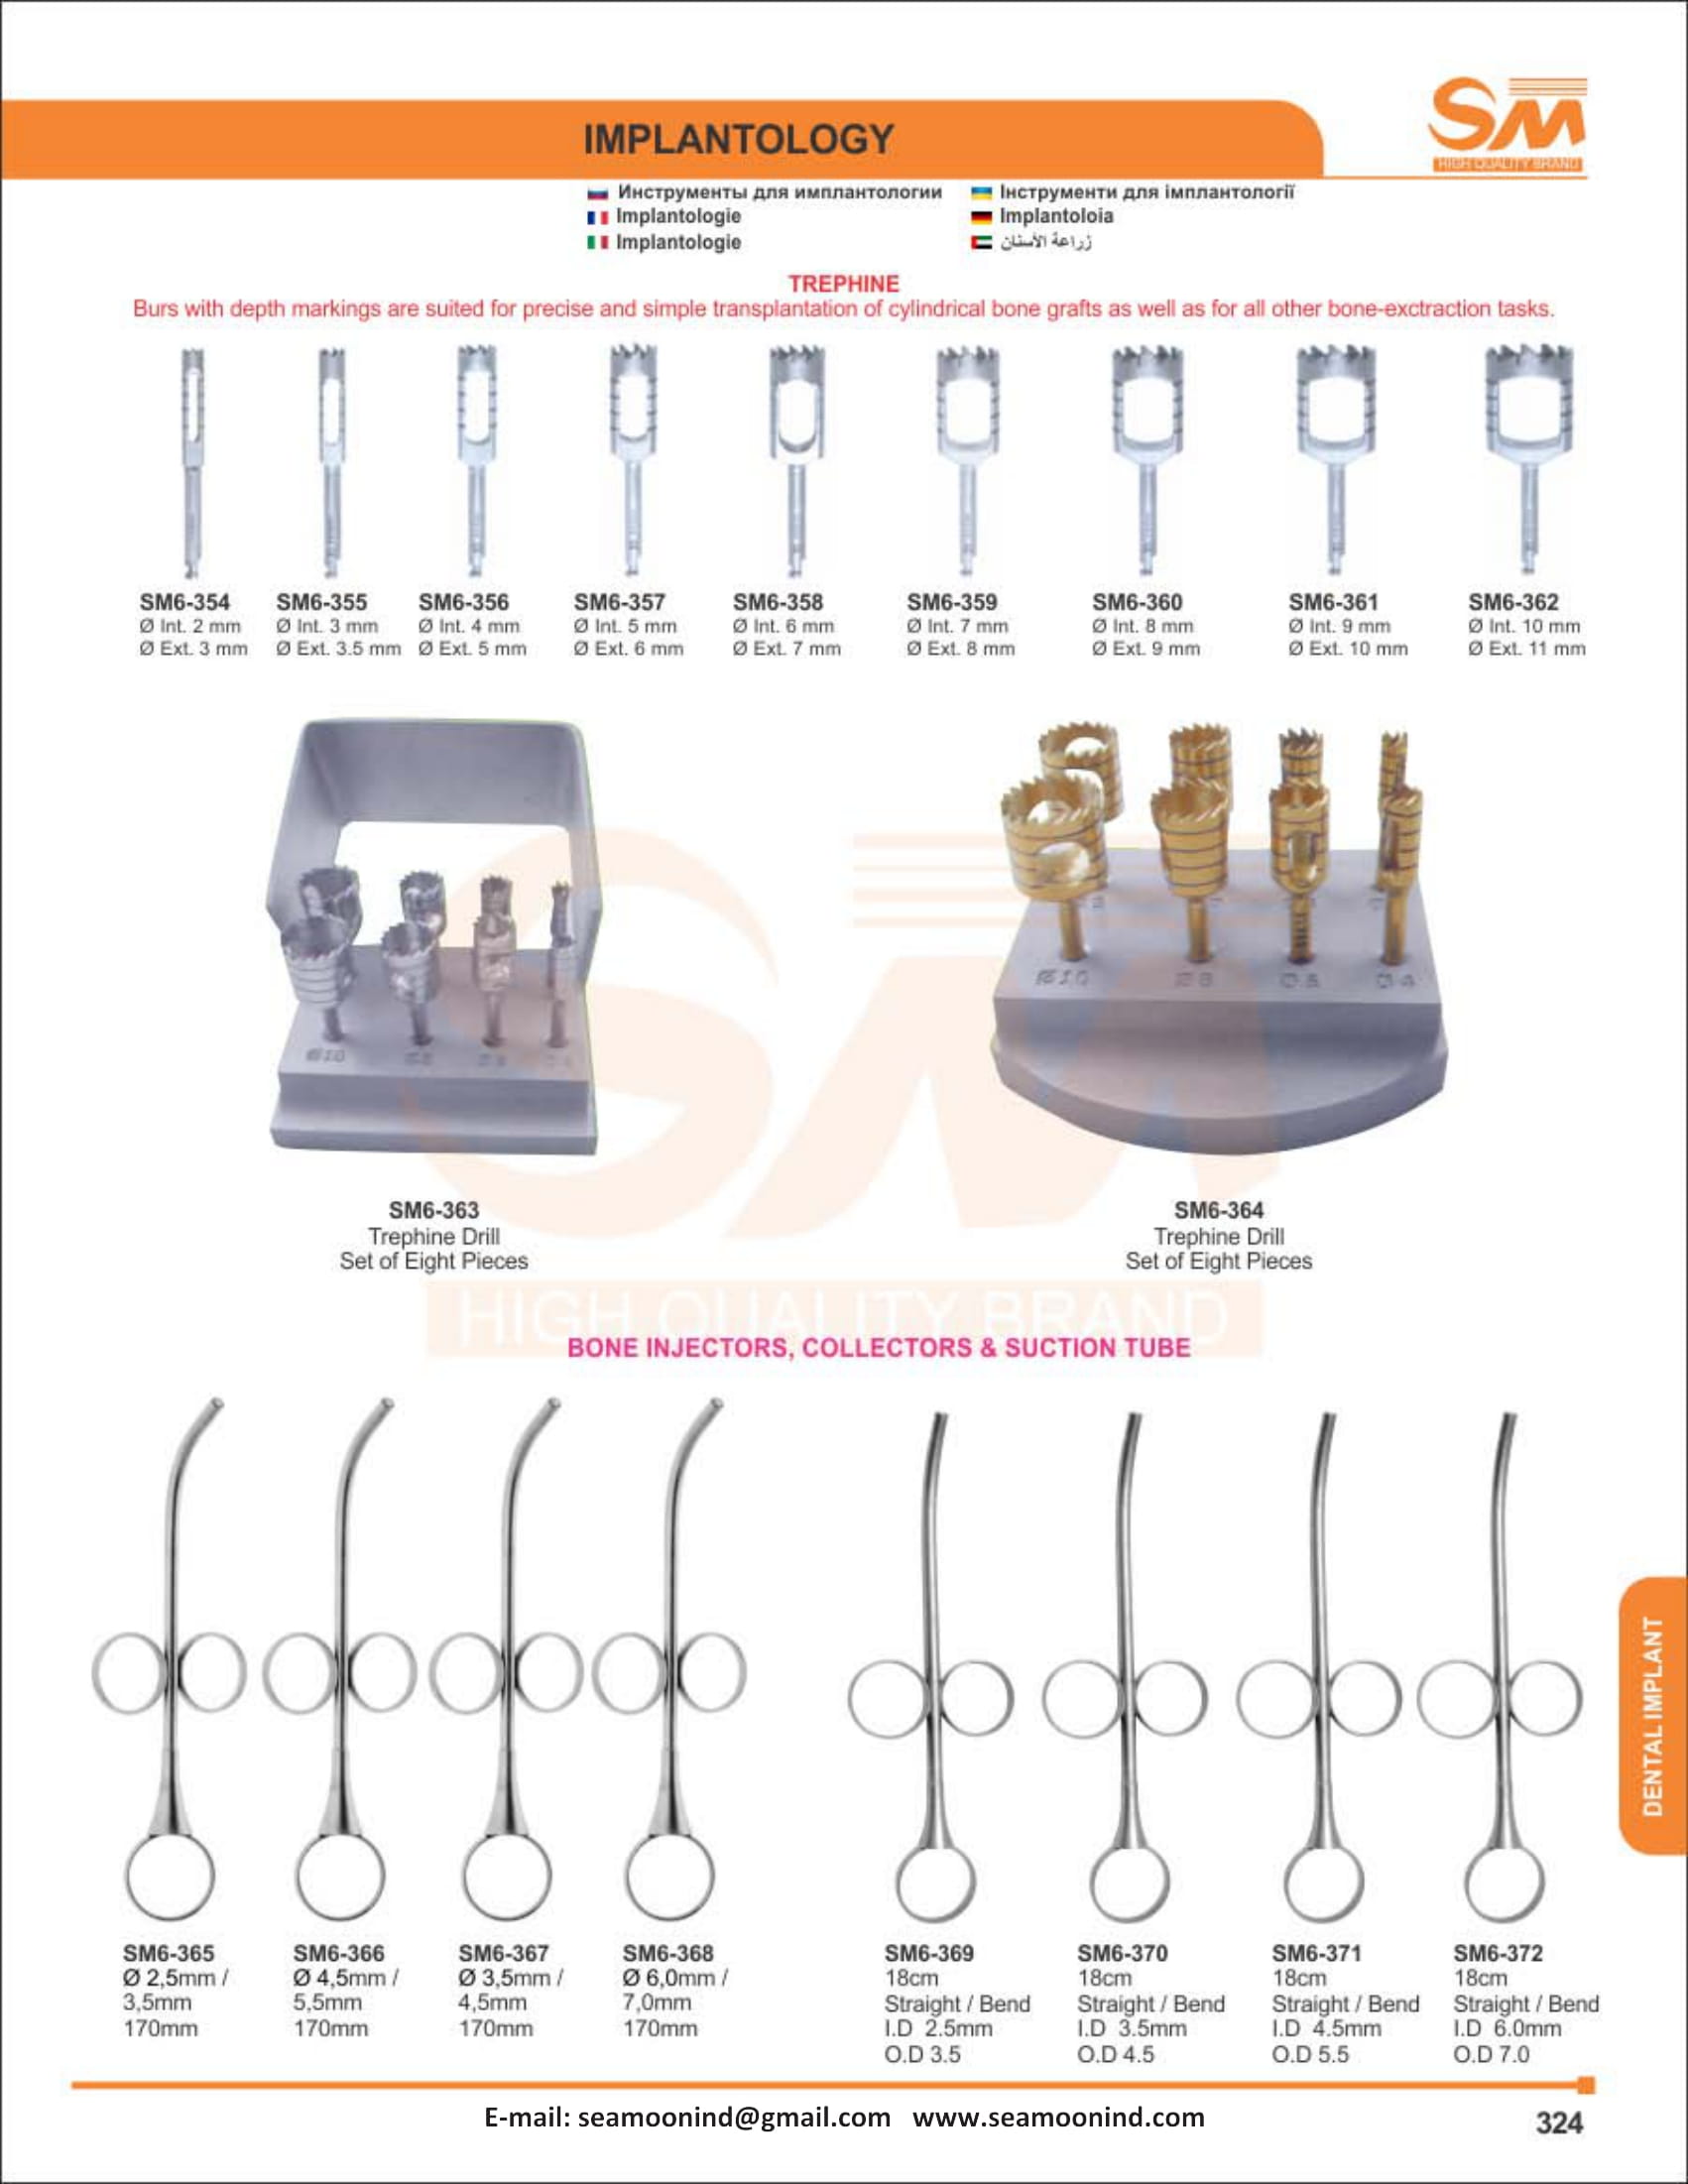 SM
HIGH QUALITY BRAND
IMPLANTOLOGY
Инструменты для имплантологии
Інструменти для імплантології
Implantologie
Implantoloia
Implantologie
زراعة الأسنان
TREPHINE
Burs with depth markings are suited for precise and simple transplantation of cylindrical bone grafts as well as for all other bone-exctraction tasks.
SM6-354 SM6-355 SM6-356 SM6-357 SM6-358 SM6-359 SM6-360 SM6-361 SM6-362
Ø Int. 2 mm Ø Int. 3 mm Ø Int. 4 mm Ø Int. 5 mm Ø Int. 6 mm Ø Int. 7 mm Ø Int. 8 mm Ø Int. 9 mm Ø Int. 10 mm
Ø Ext. 3 mm Ø Ext. 3.5 mm Ø Ext. 5 mm Ø Ext. 6 mm Ø Ext. 7 mm Ø Ext. 8 mm Ø Ext. 9 mm Ø Ext. 10 mm Ø Ext. 11 mm
SM6-363
Trephine Drill
Set of Eight Pieces
SM6-364
Trephine Drill
Set of Eight Pieces
HIGH QUALITY BRAND
BONE INJECTORS, COLLECTORS & SUCTION TUBE
SM6-365
Ø 2,5mm /
3,5mm
170mm
SM6-366
Ø 4,5mm /
5,5mm
170mm
SM6-367
Ø 3,5mm /
4,5mm
170mm
SM6-368
Ø 6,0mm /
7,0mm
170mm
SM6-369
18cm
Straight / Bend
I.D 2.5mm
O.D 3.5
SM6-370
18cm
Straight / Bend
I.D 3.5mm
O.D 4.5
SM6-371
18cm
Straight / Bend
I.D 4.5mm
O.D 5.5
SM6-372
18cm
Straight / Bend
I.D 6.0mm
O.D 7.0
DENTAL IMPLANT
E-mail: seamoonind@gmail.com www.seamoonind.com
324